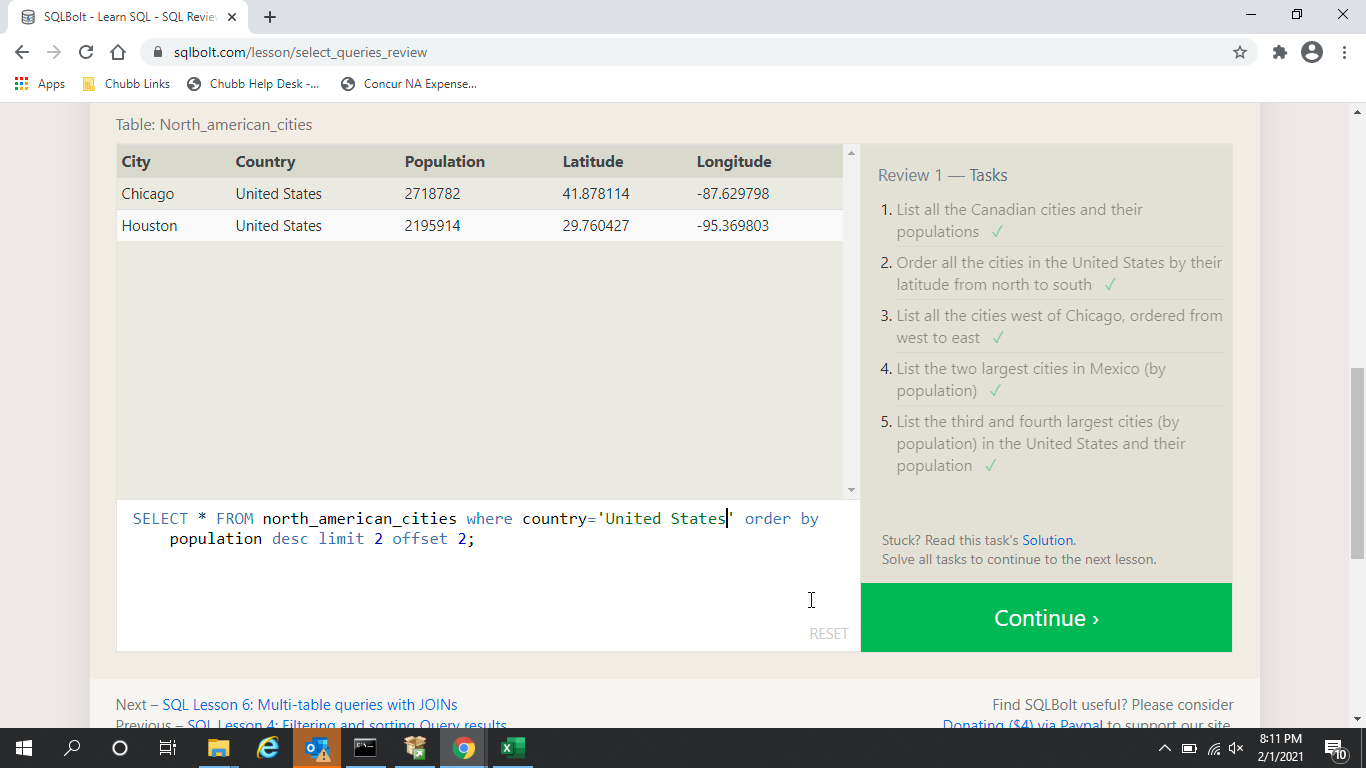 SQLBolt - Learn SQL - SQL Review
sqlbolt.com/lesson/select_queries_review
Apps Chubb Links Chubb Help Desk -... Concur NA Expense...
Table: North_american_cities
City Country Population Latitude Longitude
Chicago United States 2718782 41.878114 -87.629798
Houston United States 2195914 29.760427 -95.369803
SELECT * FROM north_american_cities where country='United States' order by
population desc limit 2 offset 2;
RESET
Review 1 — Tasks
1. List all the Canadian cities and their
populations ✓
2. Order all the cities in the United States by their
latitude from north to south ✓
3. List all the cities west of Chicago, ordered from
west to east ✓
4. List the two largest cities in Mexico (by
population) ✓
5. List the third and fourth largest cities (by
population) in the United States and their
population ✓
Stuck? Read this task's Solution.
Solve all tasks to continue to the next lesson.
Continue ›
Next – SQL Lesson 6: Multi-table queries with JOINs
Previous – SQL Lesson 4: Filtering and sorting Query results
Find SQLBolt useful? Please consider
Donating ($4) via Paypal to support our site.
8:11 PM
2/1/2021
10